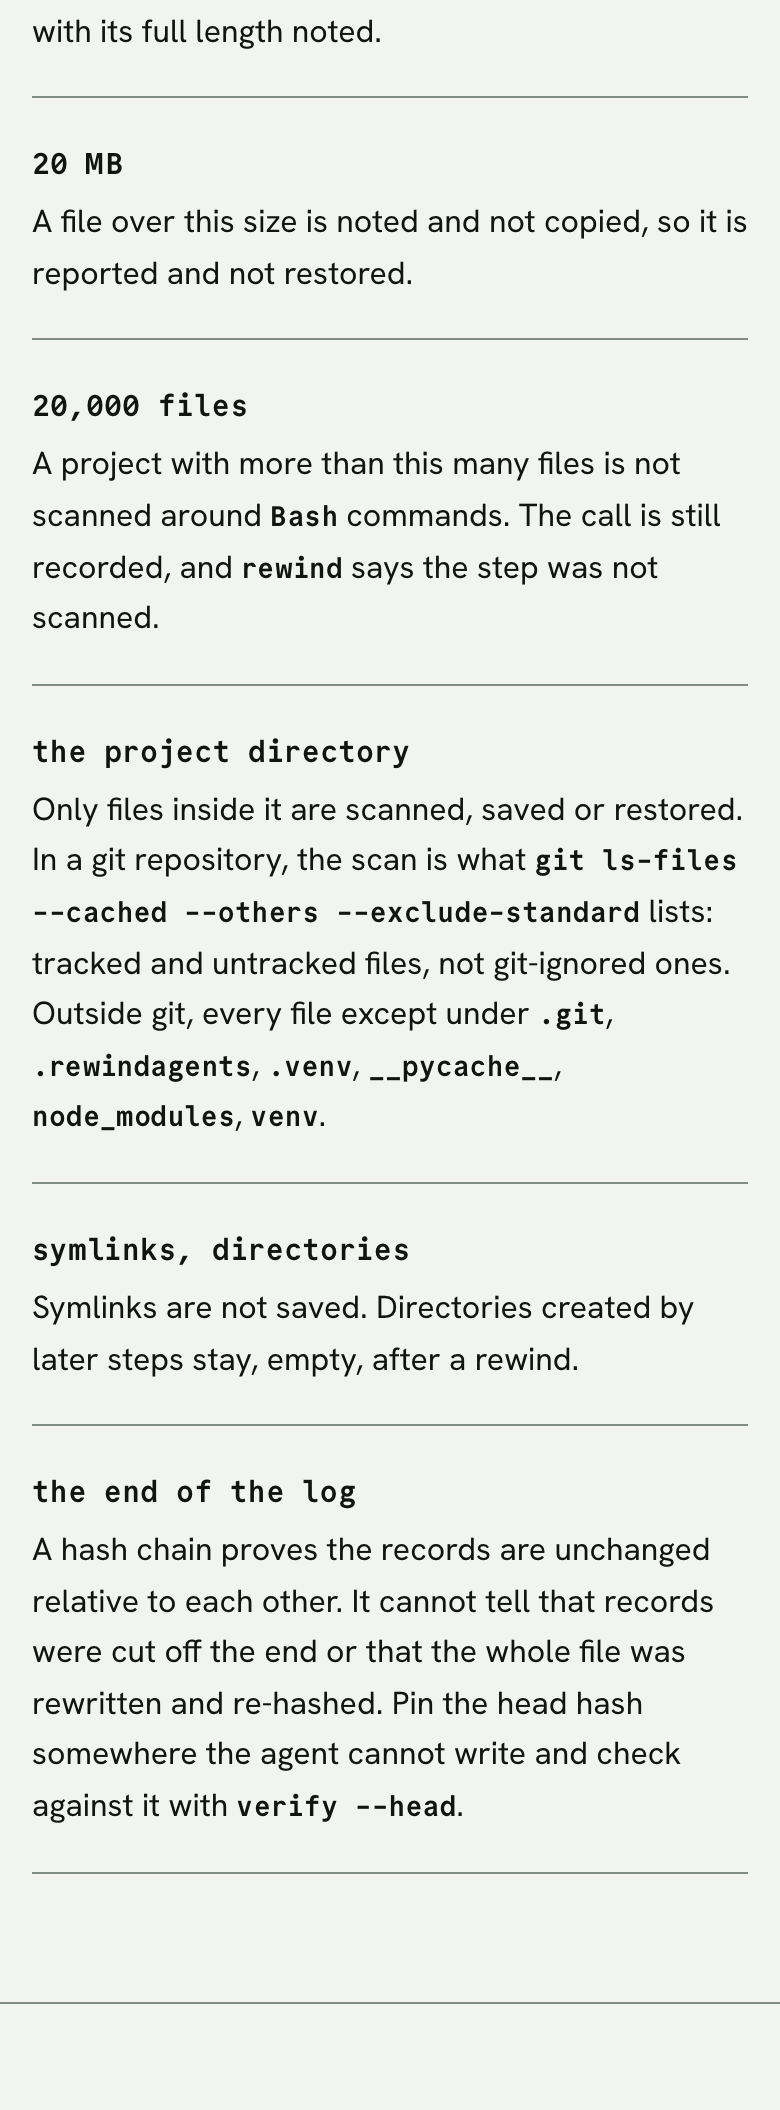 with its full length noted.
20 MB
A file over this size is noted and not copied, so it is
reported and not restored.
20,000 files
A project with more than this many files is not
scanned around Bash commands. The call is still
recorded, and rewind says the step was not
scanned.
the project directory
Only files inside it are scanned, saved or restored.
In a git repository, the scan is what git ls-files
--cached --others --exclude-standard lists:
tracked and untracked files, not git-ignored ones.
Outside git, every file except under .git,
.rewindagents, .venv, __pycache__,
node_modules, venv.
symlinks, directories
Symlinks are not saved. Directories created by
later steps stay, empty, after a rewind.
the end of the log
A hash chain proves the records are unchanged
relative to each other. It cannot tell that records
were cut off the end or that the whole file was
rewritten and re-hashed. Pin the head hash
somewhere the agent cannot write and check
against it with verify --head.